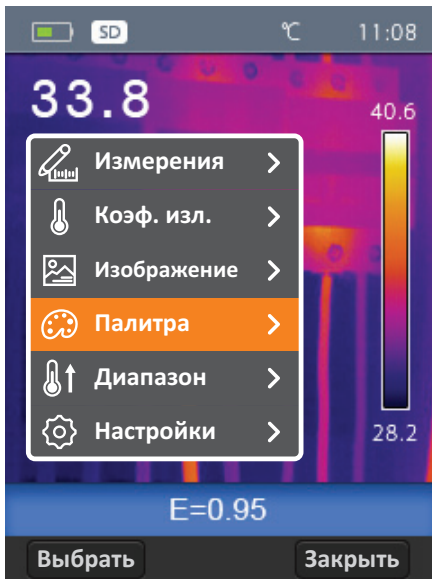 SD ℃ 11:08
33.8
40.6
Измерения
Коэф. изл.
Изображение
Палитра
Диапазон
Настройки
28.2
E=0.95
Выбрать Закрыть